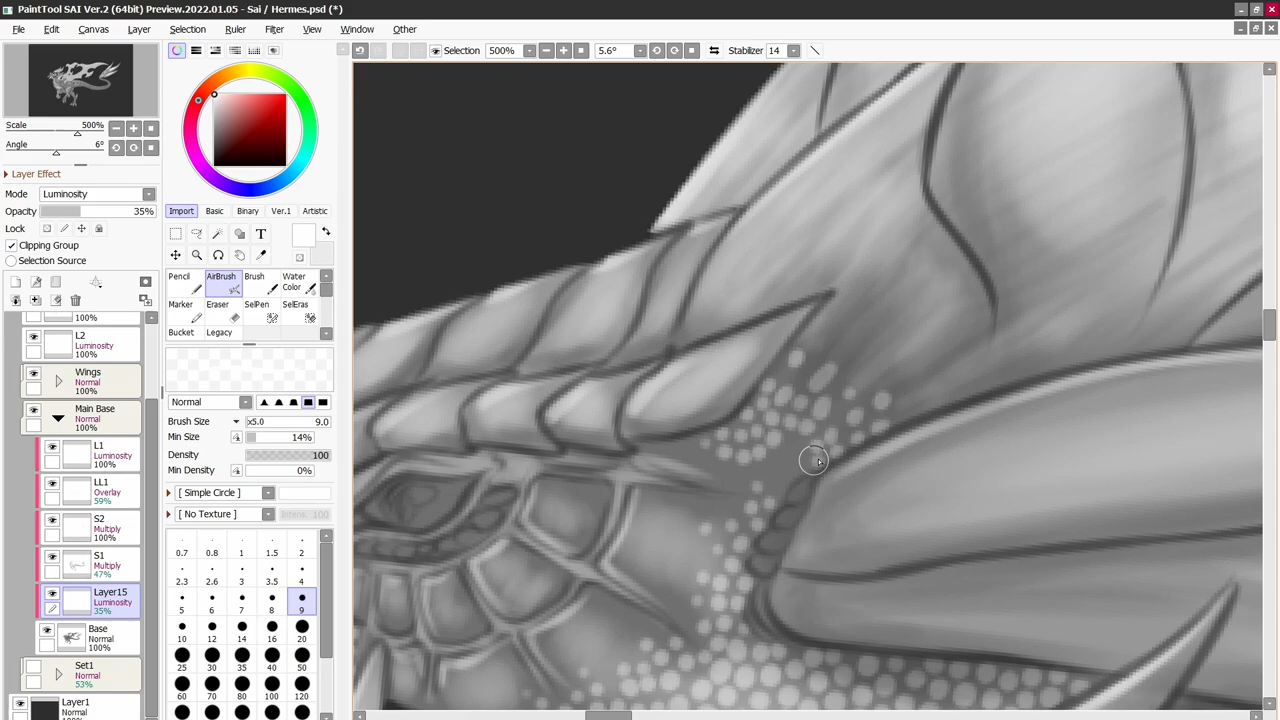 PaintTool SAI Ver.2 (64bit) Preview.2022.01.05 - Sai / Hermes.psd (*)
File Edit Canvas Layer Selection Ruler Filter View Window Other
Selection 500% 5.6° Stabilizer 14
Scale 500%
Angle 6°
Layer Effect
Mode Luminosity
Opacity 35%
Lock
Clipping Group
Selection Source
100%
L2
Luminosity
100%
Wings
Normal
100%
Main Base
Normal
100%
L1
Luminosity
100%
LL1
Overlay
59%
S2
Multiply
100%
S1
Multiply
47%
Layer15
Luminosity
35%
Base
Normal
100%
Set1
Normal
53%
Layer1
Normal
Import Basic Binary Ver.1 Artistic
T
Pencil AirBrush Brush Water Color
Marker Eraser SelPen SelEras
Bucket Legacy
Normal
Brush Size x5.0 9.0
Min Size 14%
Density 100
Min Density 0%
[ Simple Circle ]
[ No Texture ] Intens. 100
0.7 0.8 1 1.5 2
2.3 2.6 3 3.5 4
5 6 7 8 9
10 12 14 16 20
25 30 35 40 50
60 70 80 100 120